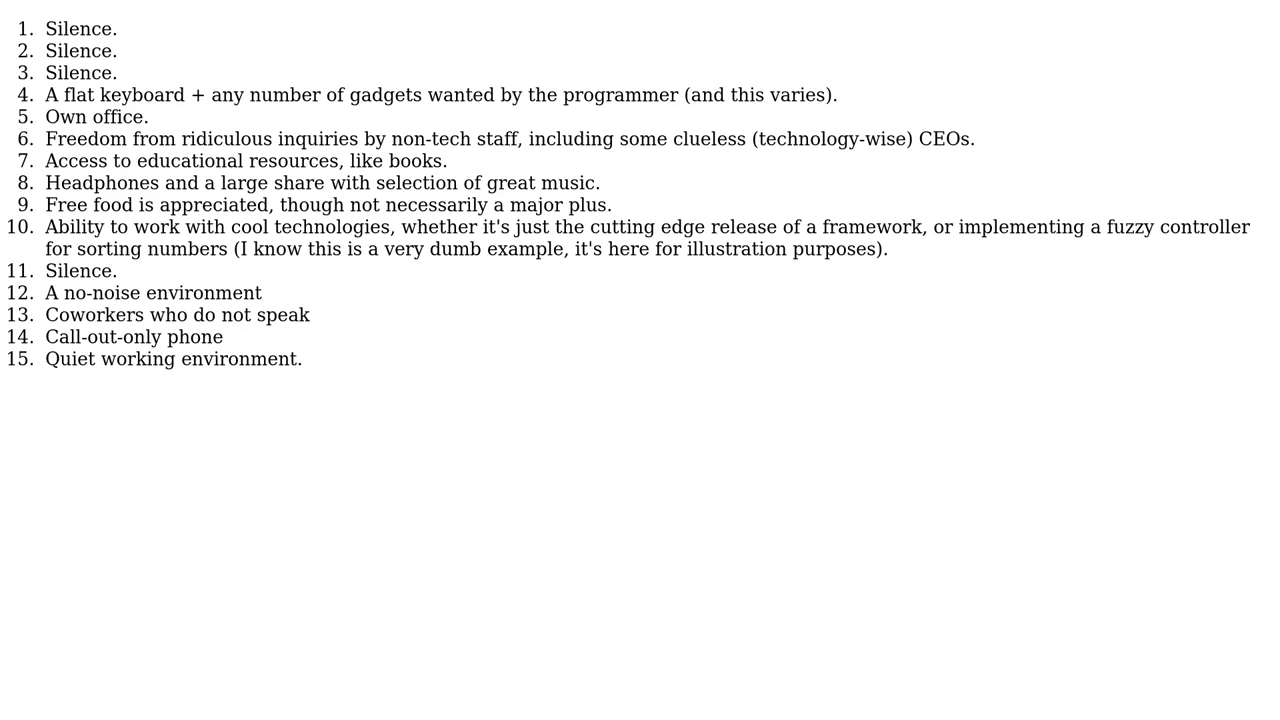 1. Silence.
2. Silence.
3. Silence.
4. A flat keyboard + any number of gadgets wanted by the programmer (and this varies).
5. Own office.
6. Freedom from ridiculous inquiries by non-tech staff, including some clueless (technology-wise) CEOs.
7. Access to educational resources, like books.
8. Headphones and a large share with selection of great music.
9. Free food is appreciated, though not necessarily a major plus.
10. Ability to work with cool technologies, whether it's just the cutting edge release of a framework, or implementing a fuzzy controller
for sorting numbers (I know this is a very dumb example, it's here for illustration purposes).
11. Silence.
12. A no-noise environment
13. Coworkers who do not speak
14. Call-out-only phone
15. Quiet working environment.